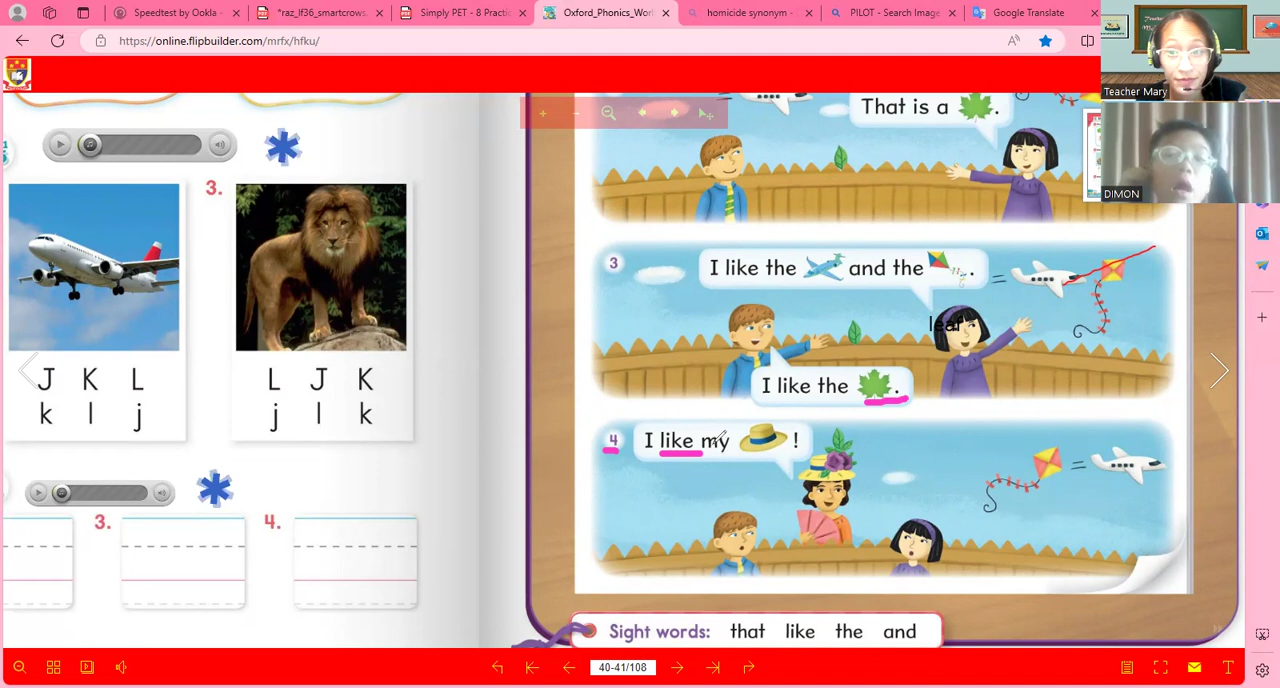 Speedtest by Ookla -
*raz_lf36_smartcrows.
Simply PET - 8 Practic
Oxford_Phonics_Worl
homicide synonym -
PILOT - Search Image
Google Translate
https://online.flipbuilder.com/mrfx/hfku/
Teacher Mary
DIMON
That is a .
3.
J K L
k l j
L J K
j l k
3
I like the and the .
=
leaf
I like the .
4
I like my !
=
3.
4.
Sight words: that like the and
40-41/108